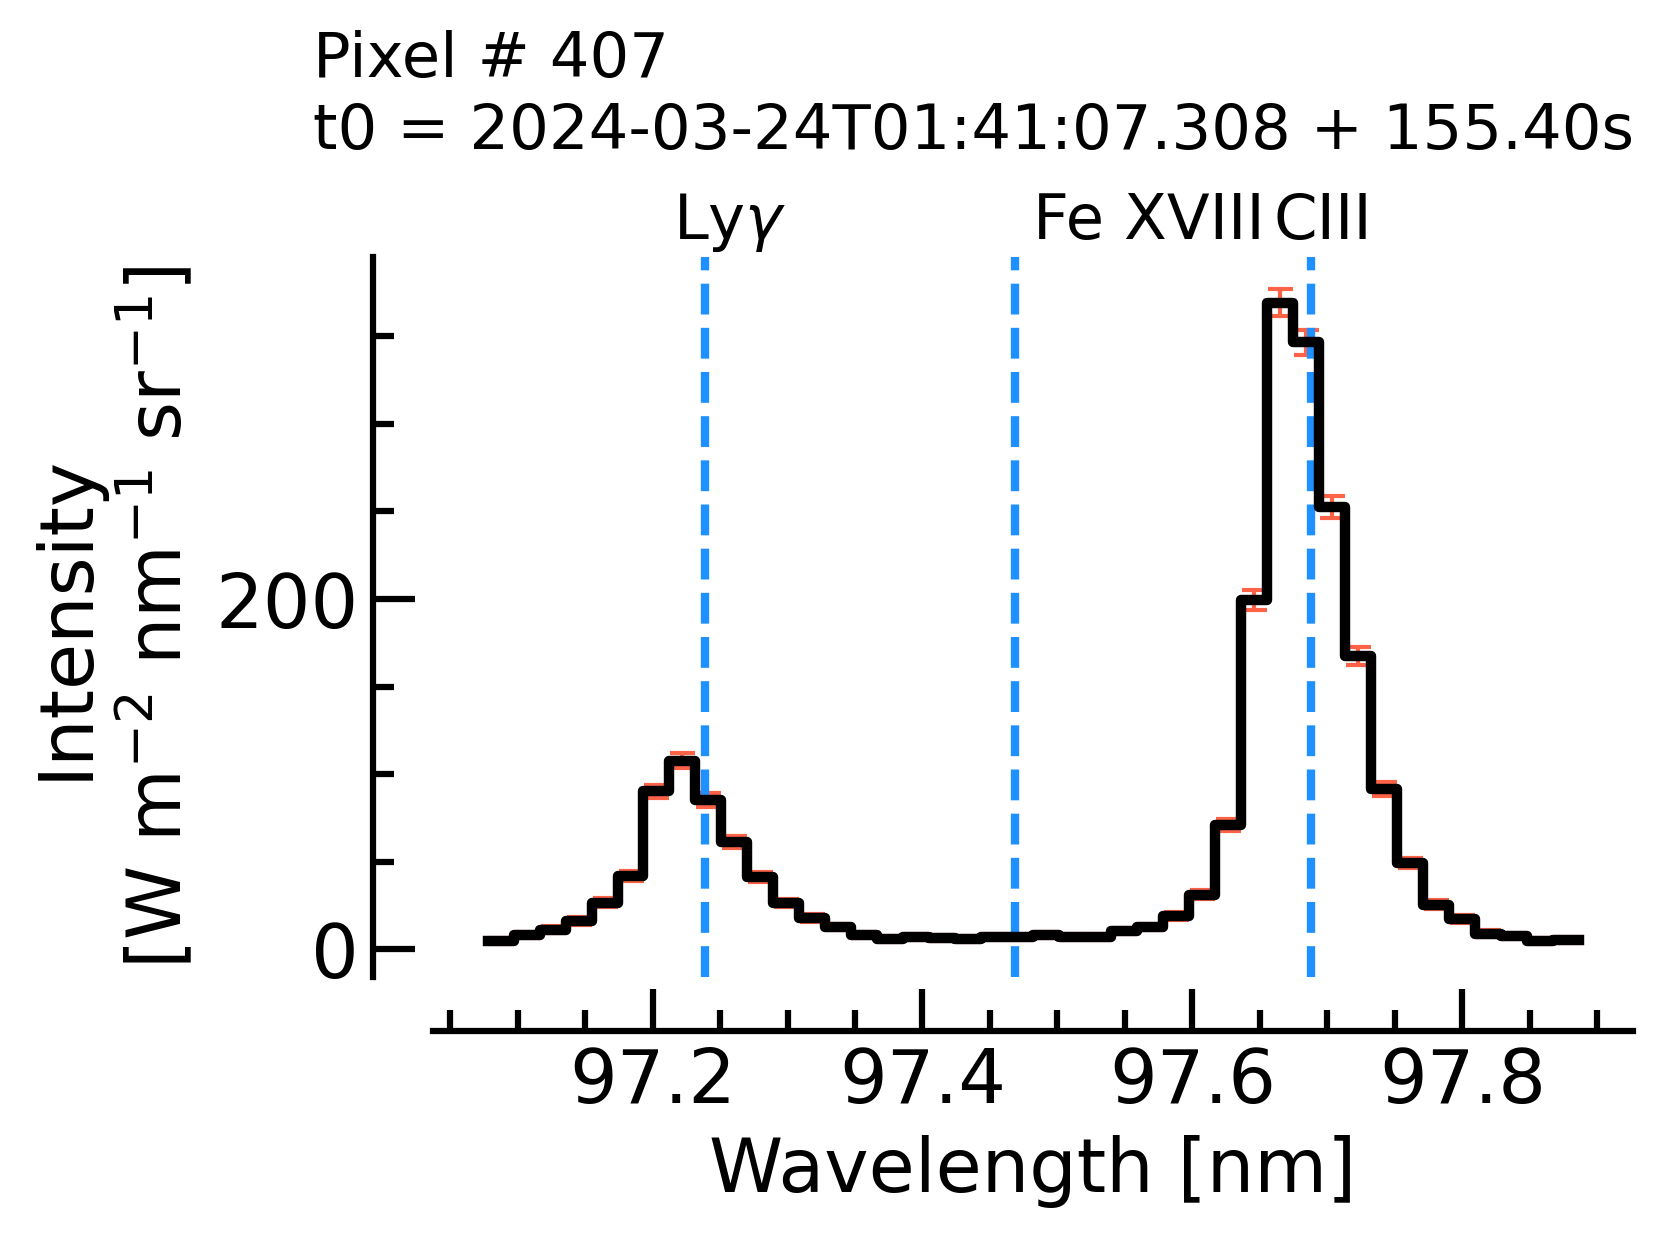 Pixel # 407
t0 = 2024-03-24T01:41:07.308 + 155.40s
Lyγ Fe XVIII CIII
Intensity
[W m⁻² nm⁻¹ sr⁻¹]
200
0
97.2 97.4 97.6 97.8
Wavelength [nm]